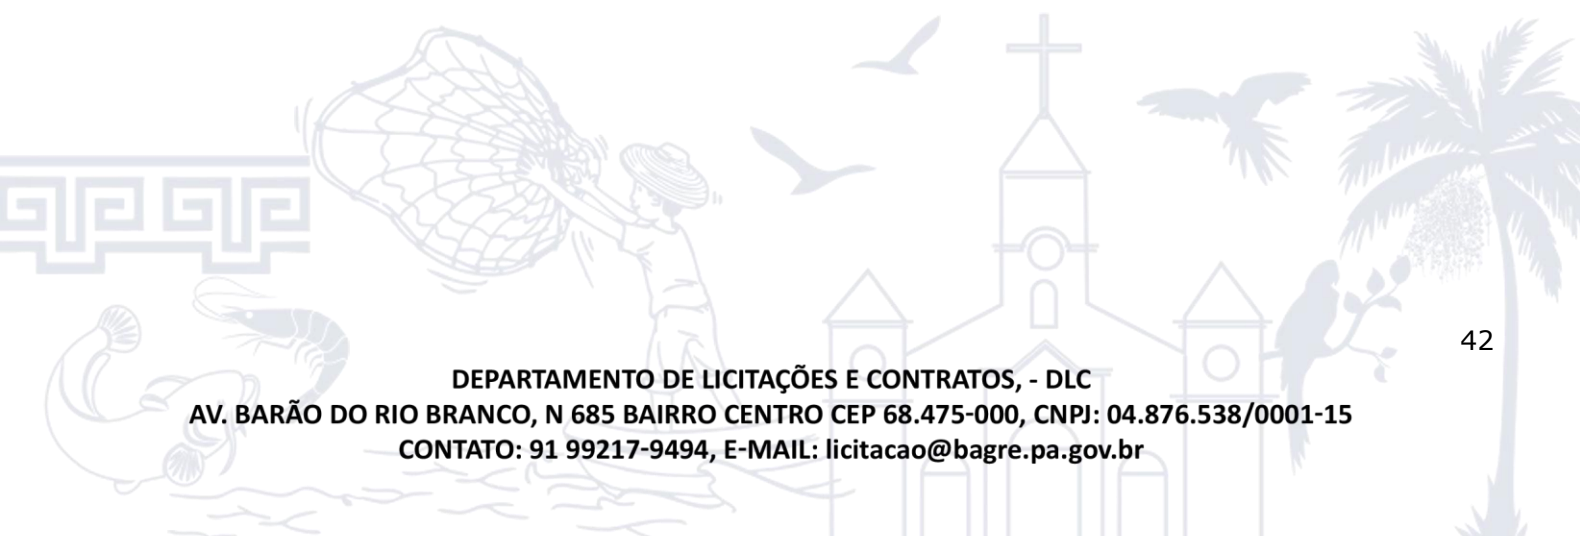 42
DEPARTAMENTO DE LICITAÇÕES E CONTRATOS, - DLC
AV. BARÃO DO RIO BRANCO, N 685 BAIRRO CENTRO CEP 68.475-000, CNPJ: 04.876.538/0001-15
CONTATO: 91 99217-9494, E-MAIL: licitacao@bagre.pa.gov.br